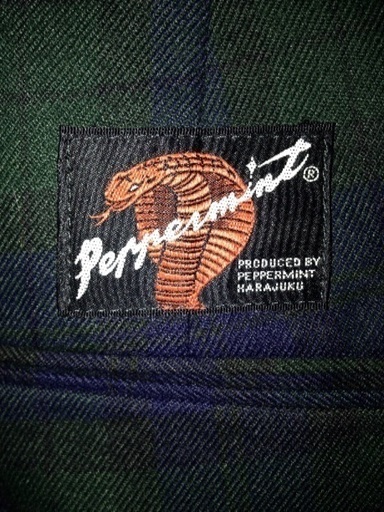 Peppermint®
PRODUCED BY
PEPPERMINT
HARAJUKU